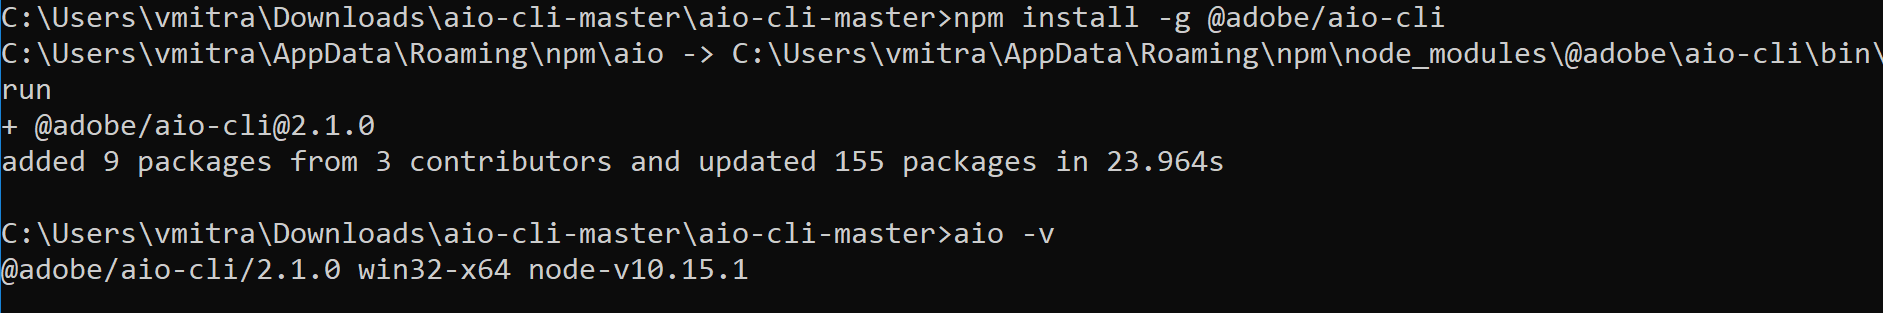 C:\Users\vmitra\Downloads\aio-cli-master\aio-cli-master>npm install -g @adobe/aio-cli
C:\Users\vmitra\AppData\Roaming\npm\aio -> C:\Users\vmitra\AppData\Roaming\npm\node_modules\@adobe\aio-cli\bin\
run
+ @adobe/aio-cli@2.1.0
added 9 packages from 3 contributors and updated 155 packages in 23.964s
C:\Users\vmitra\Downloads\aio-cli-master\aio-cli-master>aio -v
@adobe/aio-cli/2.1.0 win32-x64 node-v10.15.1